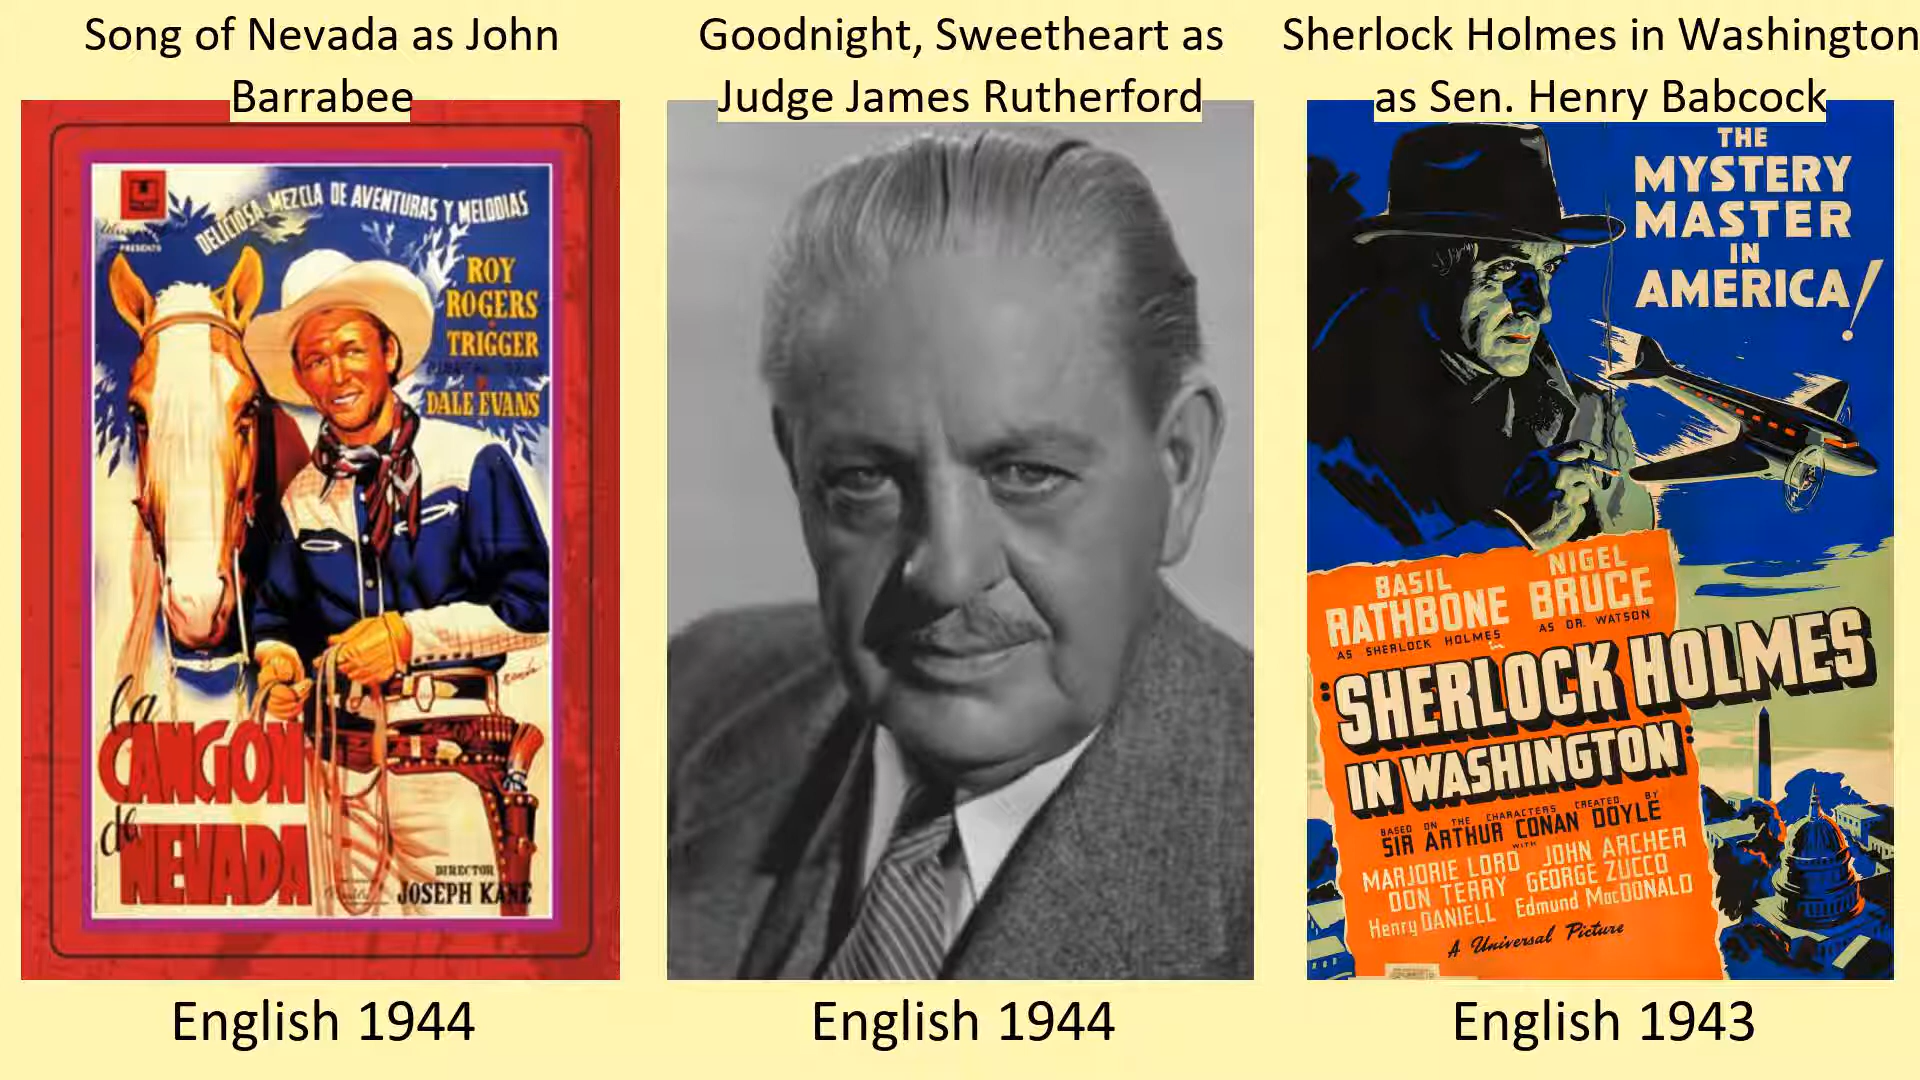 Song of Nevada as John
Barrabee
Goodnight, Sweetheart as
Judge James Rutherford
Sherlock Holmes in Washington
as Sen. Henry Babcock
DELICIOSA MEZCLA DE AVENTURAS Y MELODIAS
PRESENTA
ROY
ROGERS
TRIGGER
DALE EVANS
La
CANCION
de
NEVADA
DIRECTOR
JOSEPH KANE
THE
MYSTERY
MASTER
IN
AMERICA!
BASIL
RATHBONE
AS SHERLOCK HOLMES
NIGEL
BRUCE
AS DR. WATSON
in
SHERLOCK HOLMES
IN WASHINGTON
BASED ON THE CHARACTERS CREATED BY
SIR ARTHUR CONAN DOYLE
WITH
MARJORIE LORD JOHN ARCHER
DON TERRY GEORGE ZUCCO
Henry DANIELL Edmund MacDONALD
A Universal Picture
English 1944
English 1944
English 1943